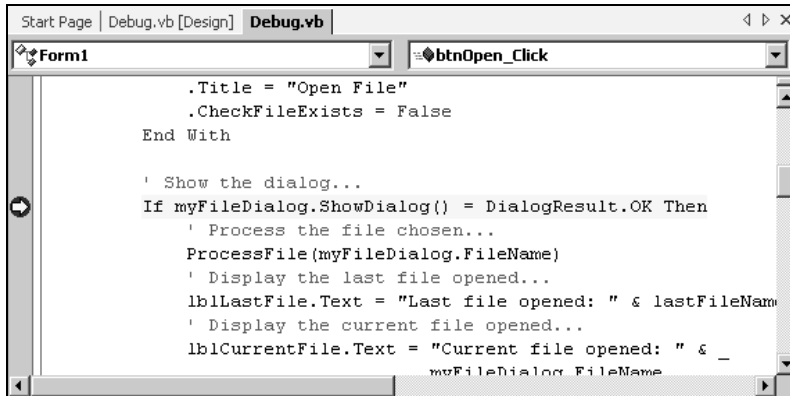 Start Page | Debug.vb [Design] Debug.vb
Form1 btnOpen_Click
.Title = "Open File"
.CheckFileExists = False
End With
' Show the dialog...
If myFileDialog.ShowDialog() = DialogResult.OK Then
' Process the file chosen...
ProcessFile(myFileDialog.FileName)
' Display the last file opened...
lblLastFile.Text = "Last file opened: " & lastFileNam
' Display the current file opened...
lblCurrentFile.Text = "Current file opened: " & _
myFileDialog.FileName